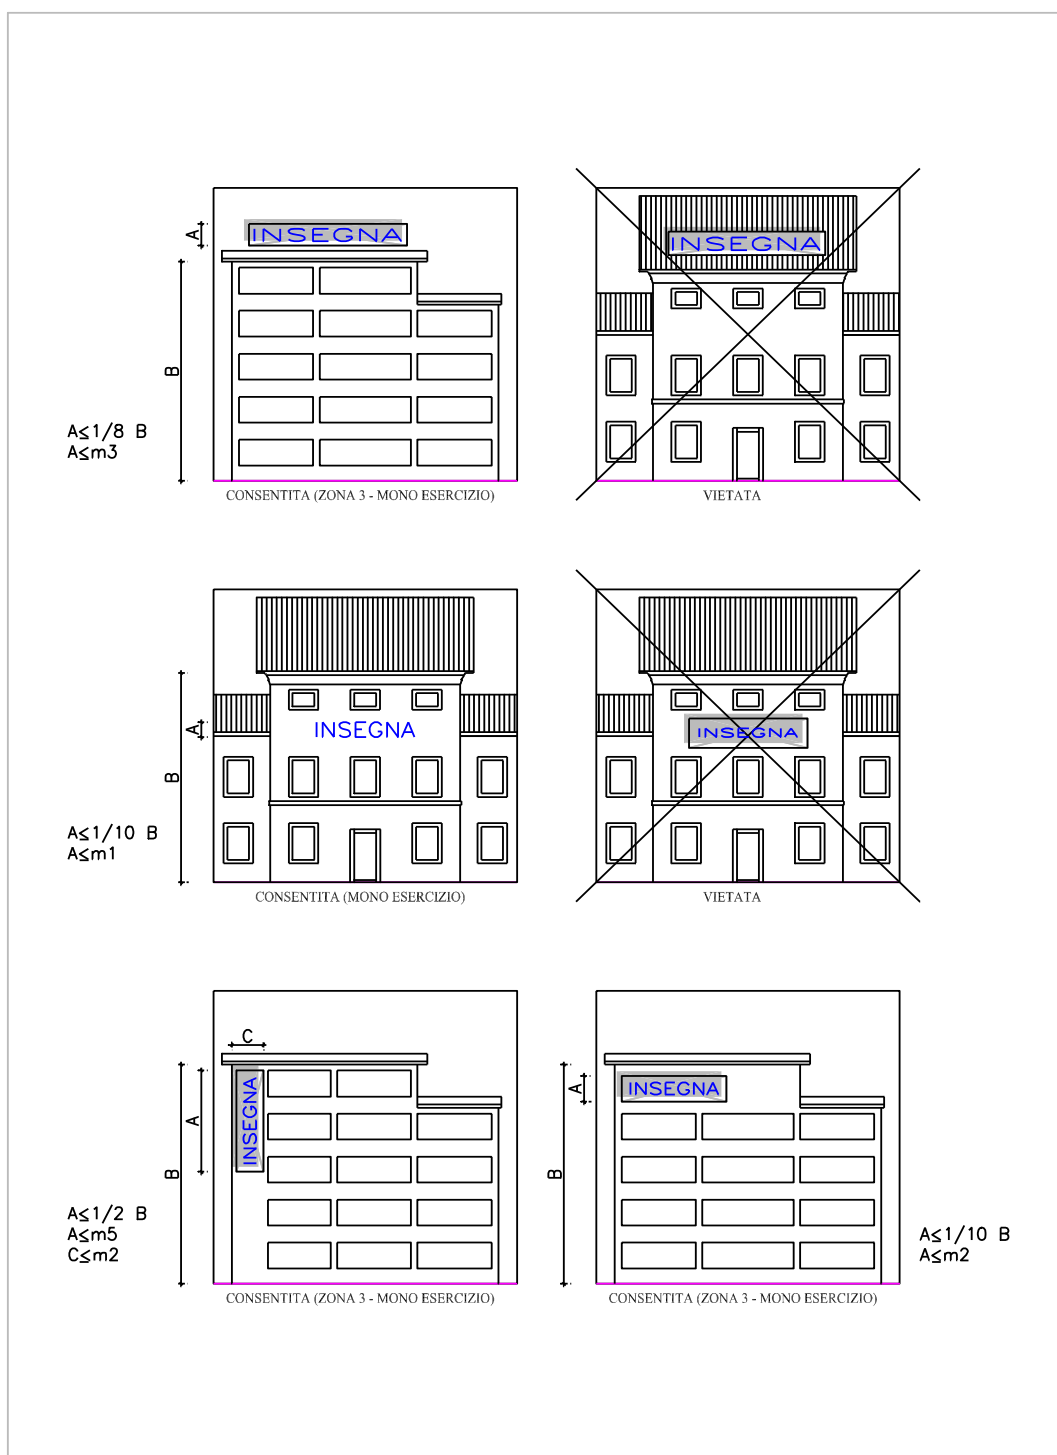 INSEGNA
INSEGNA
A
B
A≤1/8 B
A≤m3
CONSENTITA (ZONA 3 - MONO ESERCIZIO)
VIETATA
INSEGNA
INSEGNA
A
B
A≤1/10 B
A≤m1
CONSENTITA (MONO ESERCIZIO)
VIETATA
C
INSEGNA
INSEGNA
A
A
B
B
A≤1/2 B
A≤m5
C≤m2
A≤1/10 B
A≤m2
CONSENTITA (ZONA 3 - MONO ESERCIZIO)
CONSENTITA (ZONA 3 - MONO ESERCIZIO)